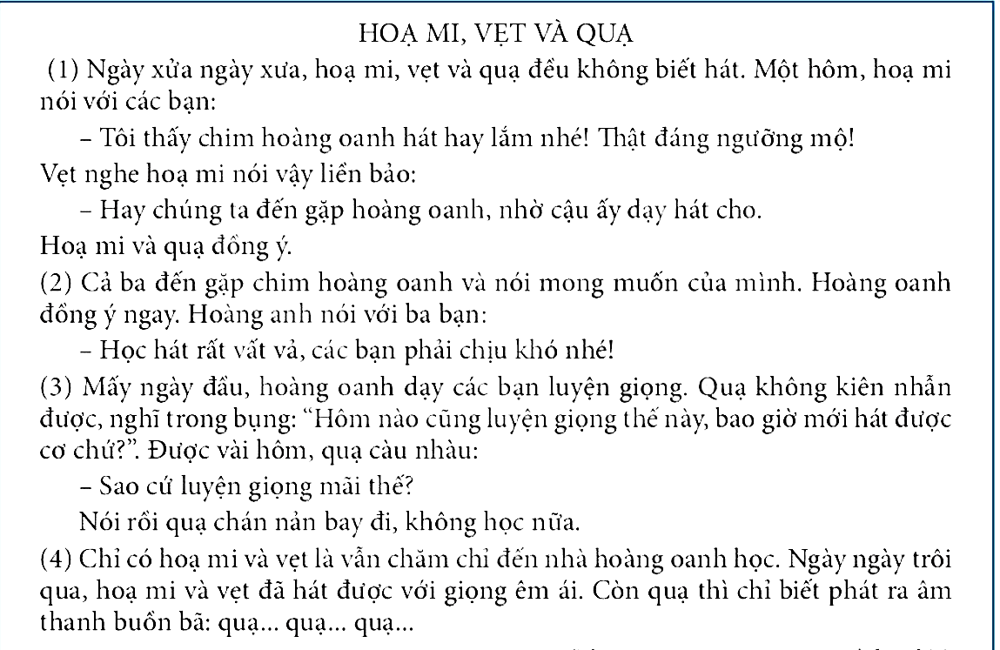 HOẠ MI, VẸT VÀ QUẠ
(1) Ngày xửa ngày xưa, hoạ mi, vẹt và quạ đều không biết hát. Một hôm, hoạ mi
nói với các bạn:
– Tôi thấy chim hoàng oanh hát hay lắm nhé! Thật đáng ngưỡng mộ!
Vẹt nghe hoạ mi nói vậy liền bảo:
– Hay chúng ta đến gặp hoàng oanh, nhờ cậu ấy dạy hát cho.
Hoạ mi và quạ đồng ý.
(2) Cả ba đến gặp chim hoàng oanh và nói mong muốn của mình. Hoàng oanh
đồng ý ngay. Hoàng anh nói với ba bạn:
– Học hát rất vất vả, các bạn phải chịu khó nhé!
(3) Mấy ngày đầu, hoàng oanh dạy các bạn luyện giọng. Quạ không kiên nhẫn
được, nghĩ trong bụng: “Hôm nào cũng luyện giọng thế này, bao giờ mới hát được
cơ chứ?”. Được vài hôm, quạ càu nhàu:
– Sao cứ luyện giọng mãi thế?
Nói rồi quạ chán nản bay đi, không học nữa.
(4) Chỉ có hoạ mi và vẹt là vẫn chăm chỉ đến nhà hoàng oanh học. Ngày ngày trôi
qua, hoạ mi và vẹt đã hát được với giọng êm ái. Còn quạ thì chỉ biết phát ra âm
thanh buồn bã: quạ... quạ... quạ...